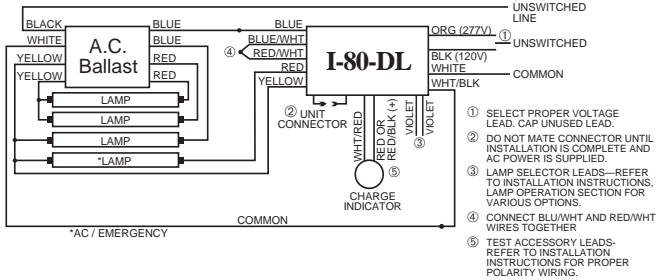 UNSWITCHED
LINE
BLACK
BLUE
BLUE
ORG (277V)
①
WHITE
BLUE
BLUE/WHT
UNSWITCHED
A.C.
Ballast
④
I-80-DL
YELLOW
RED
RED/WHT
BLK (120V)
YELLOW
RED
RED
WHITE
COMMON
YELLOW
WHT/BLK
LAMP
LAMP
LAMP
*LAMP
② UNIT
CONNECTOR
WHT/RED
RED OR
RED/BLK (+)
VIOLET
VIOLET
③
⑤
CHARGE
INDICATOR
COMMON
*AC / EMERGENCY
① SELECT PROPER VOLTAGE
LEAD. CAP UNUSED LEAD.
② DO NOT MATE CONNECTOR UNTIL
INSTALLATION IS COMPLETE AND
AC POWER IS SUPPLIED.
③ LAMP SELECTOR LEADS—REFER
TO INSTALLATION INSTRUCTIONS,
LAMP OPERATION SECTION FOR
VARIOUS OPTIONS.
④ CONNECT BLU/WHT AND RED/WHT
WIRES TOGETHER
⑤ TEST ACCESSORY LEADS-
REFER TO INSTALLATION
INSTRUCTIONS FOR PROPER
POLARITY WIRING.